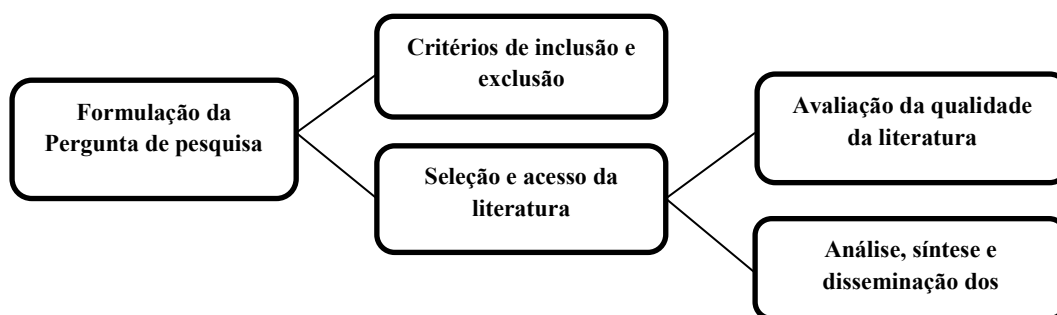 Formulação da
Pergunta de pesquisa
Critérios de inclusão e
exclusão
Seleção e acesso da
literatura
Avaliação da qualidade
da literatura
Análise, síntese e
disseminação dos